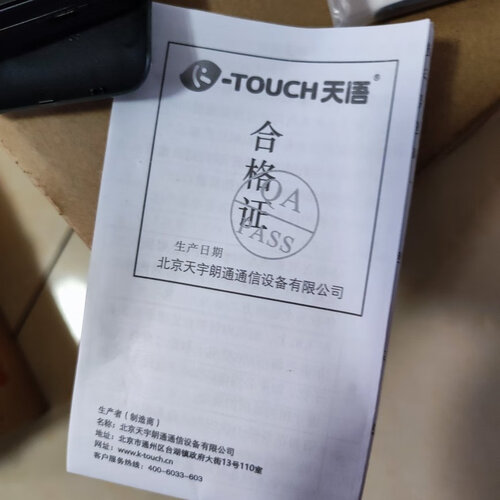 K-TOUCH天语®
合格证
QA
PASS
生产日期
北京天宇朗通通信设备有限公司
生产者（制造商）
名称：北京天宇朗通通信设备有限公司
地址：北京市通州区台湖镇政府大街13号110室
网址：www.k-touch.cn
客户服务热线：400-6033-603